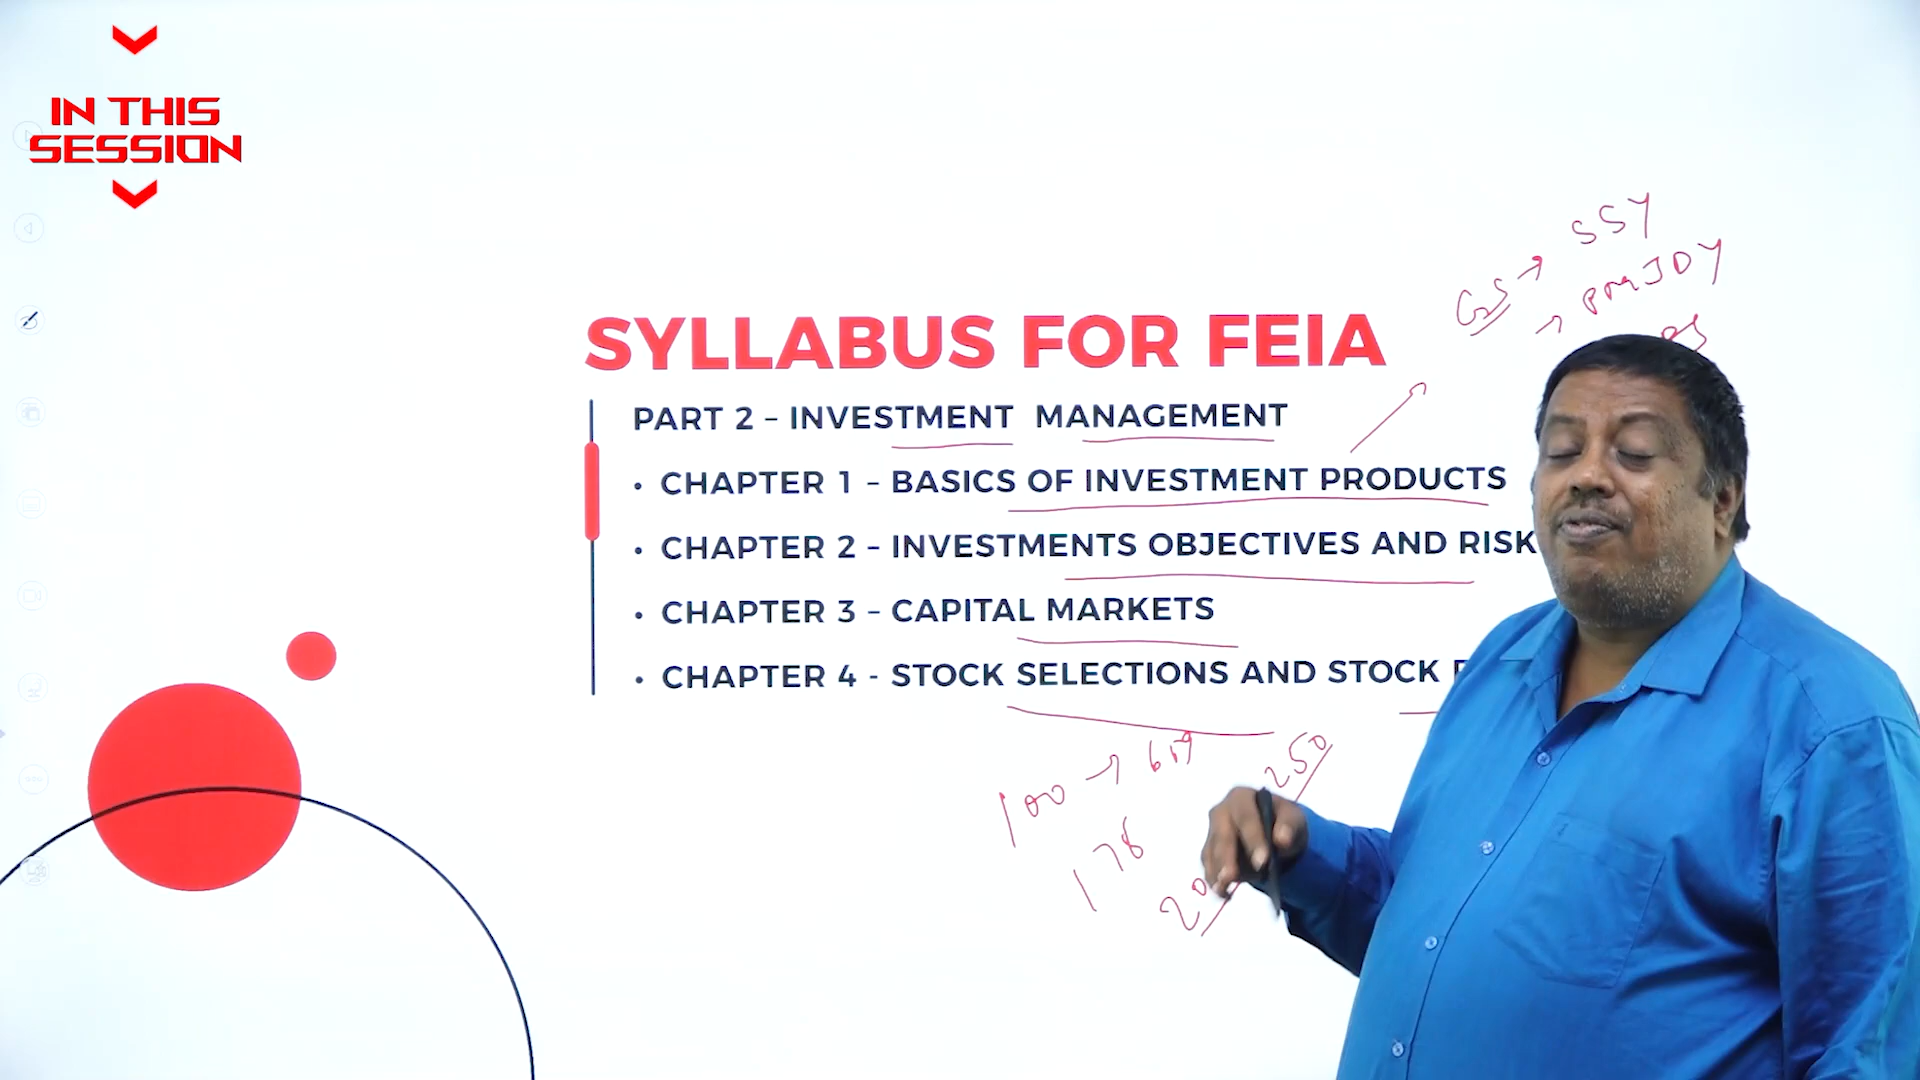 IN THIS
SESSION
SSY
GS → 
→ PMJDY
SYLLABUS FOR FEIA
PART 2 – INVESTMENT MANAGEMENT
• CHAPTER 1 – BASICS OF INVESTMENT PRODUCTS
• CHAPTER 2 – INVESTMENTS OBJECTIVES AND RISK
• CHAPTER 3 – CAPITAL MARKETS
• CHAPTER 4 - STOCK SELECTIONS AND STOCK
250
100 →
178